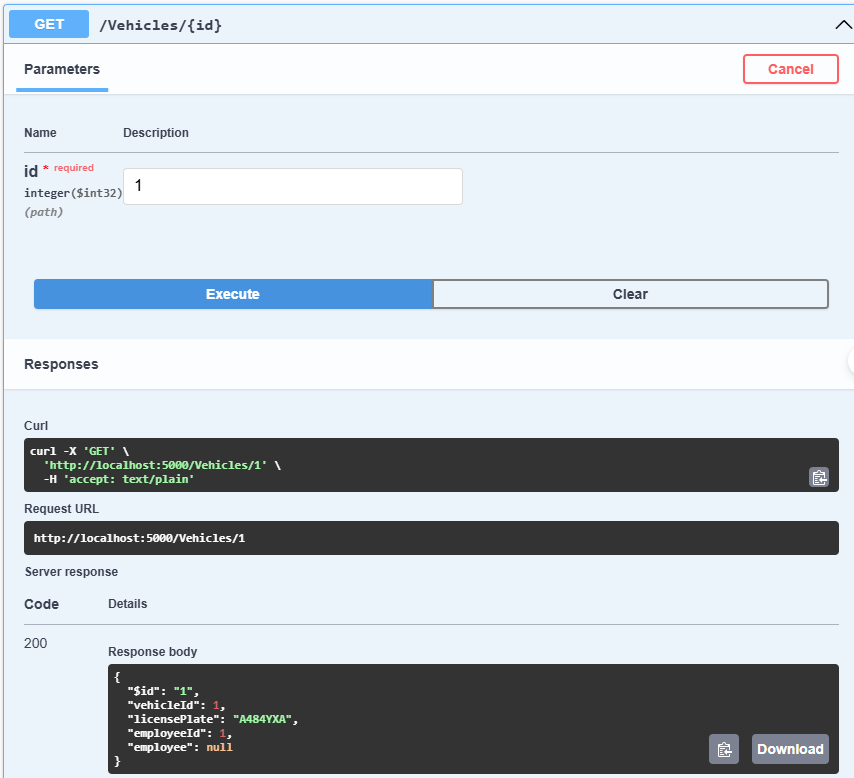 GET /Vehicles/{id}
Parameters
Cancel
Name Description
id * required
integer($int32)
(path)
1
Execute Clear
Responses
Curl
curl -X 'GET' \
  'http://localhost:5000/Vehicles/1' \
  -H 'accept: text/plain'
Request URL
http://localhost:5000/Vehicles/1
Server response
Code Details
200
Response body
{
  "$id": "1",
  "vehicleId": 1,
  "licensePlate": "A484YXA",
  "employeeId": 1,
  "employee": null
}
Download